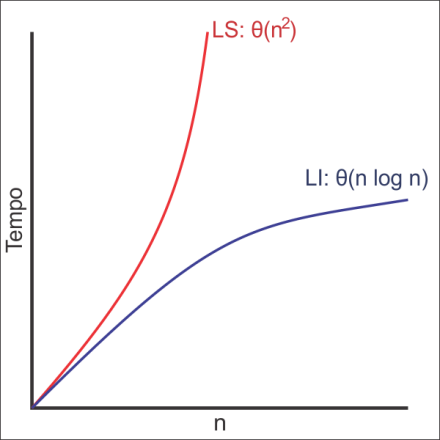 LS: θ(n²)
LI: θ(n log n)
Tempo
n